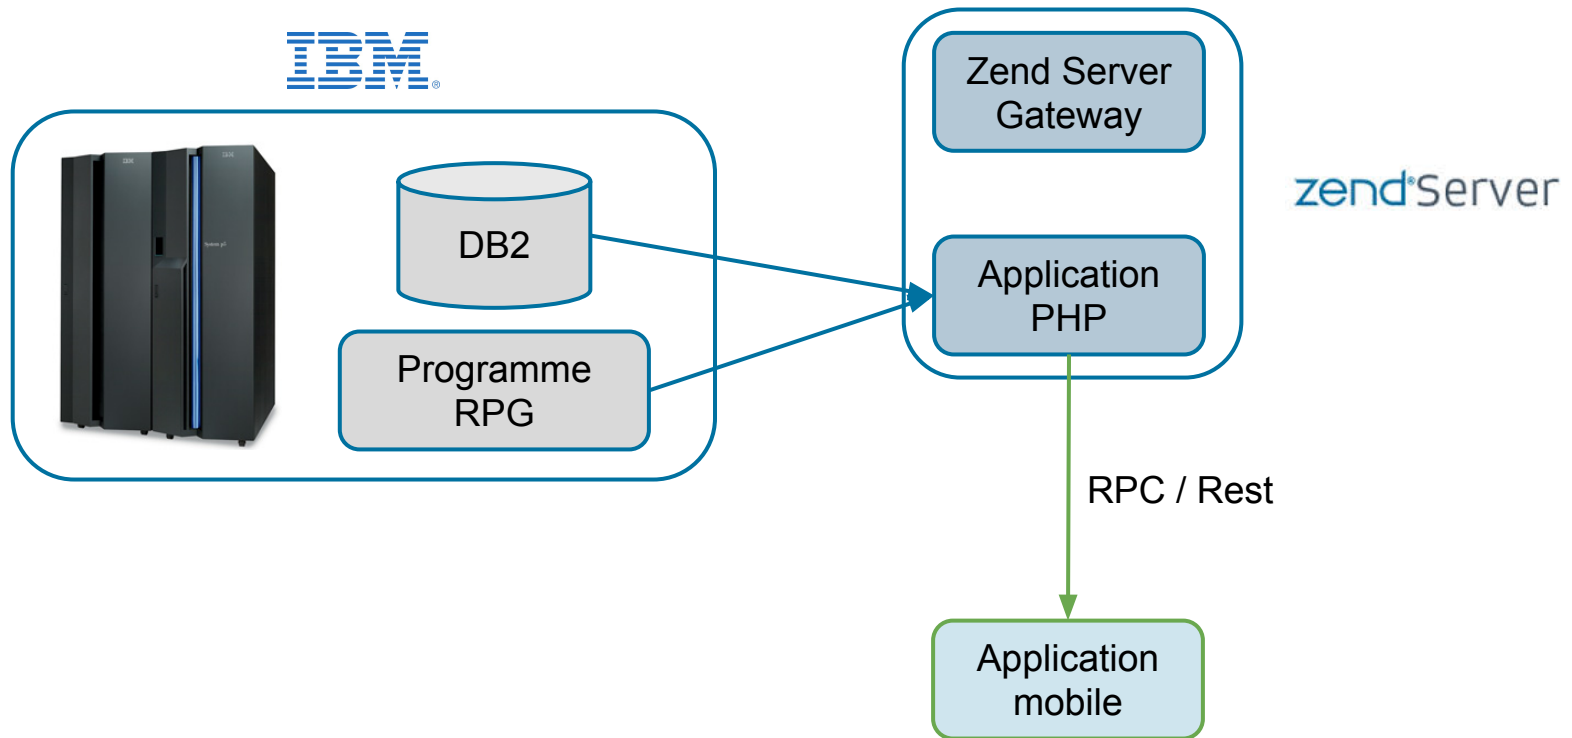 IBM®
Zend Server
Gateway
zend®Server
DB2
Application
PHP
Programme
RPG
RPC / Rest
Application
mobile